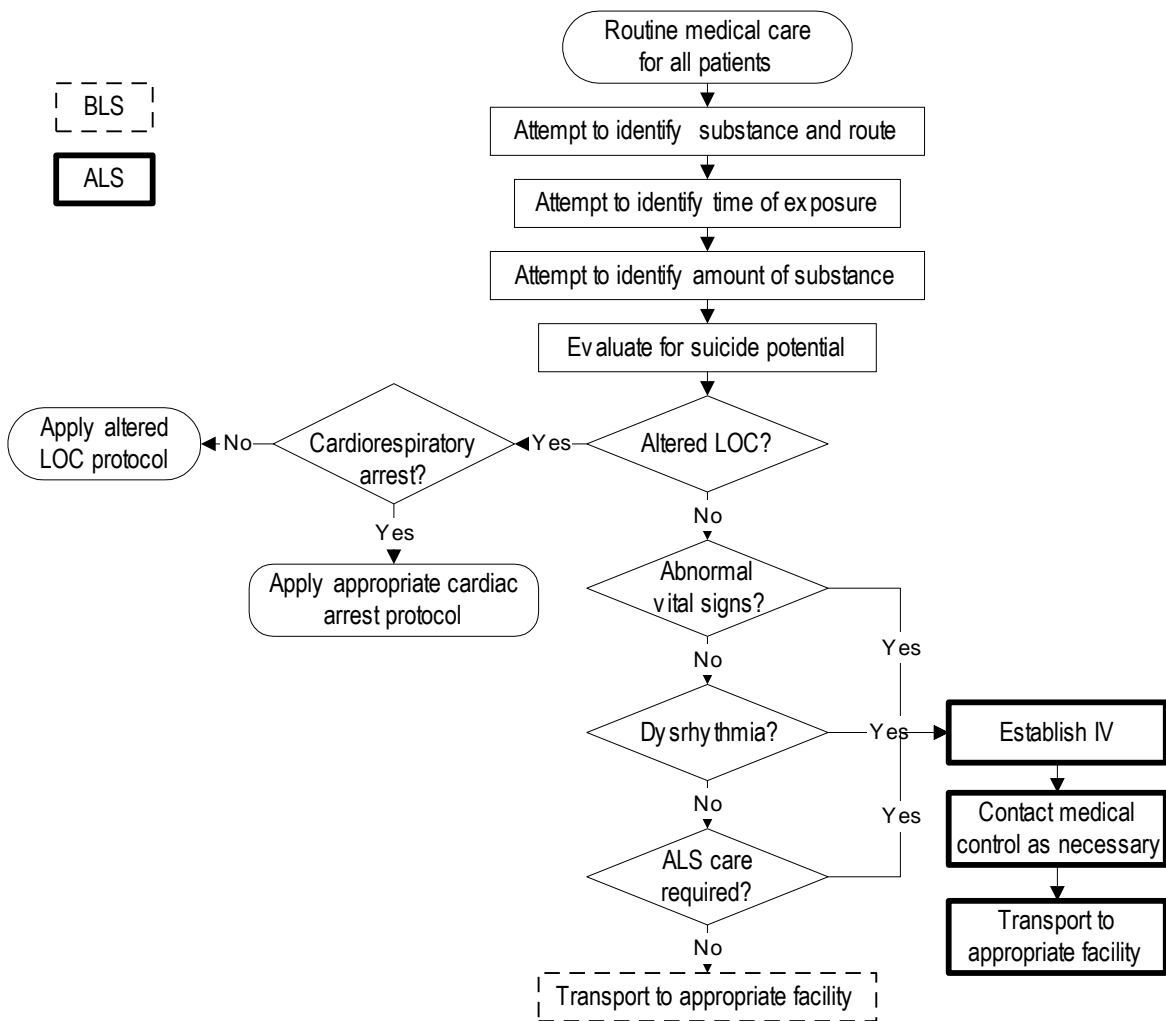 Routine medical care
for all patients
BLS
ALS
Attempt to identify substance and route
Attempt to identify time of exposure
Attempt to identify amount of substance
Evaluate for suicide potential
Altered LOC?
Yes
Cardiorespiratory
arrest?
No
Apply altered
LOC protocol
Yes
Apply appropriate cardiac
arrest protocol
No
Abnormal
vital signs?
Yes
No
Dysrhythmia?
Yes
Establish IV
No
Yes
Contact medical
control as necessary
ALS care
required?
Transport to
appropriate facility
No
Transport to appropriate facility